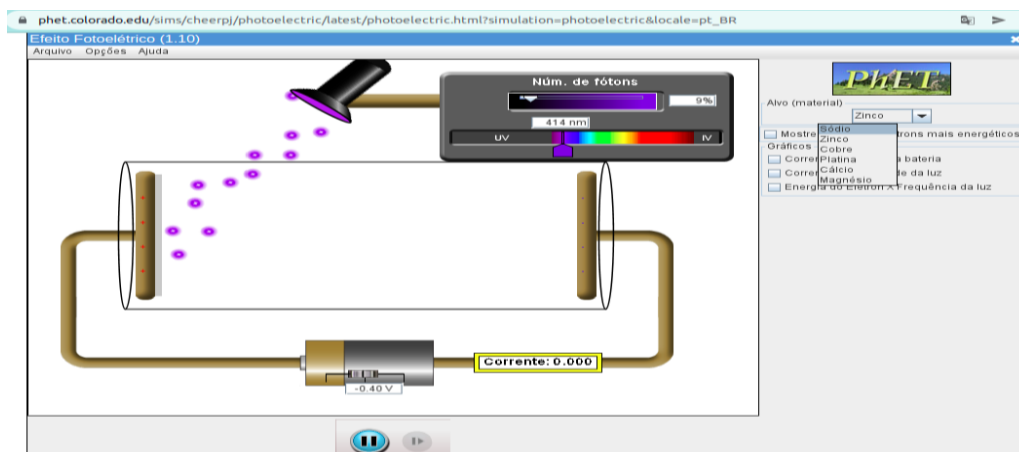 phet.colorado.edu/sims/cheerpj/photoelectric/latest/photoelectric.html?simulation=photoelectric&locale=pt_BR
Efeito Fotoelétrico (1.10)
Arquivo Opções Ajuda
PhET
Núm. de fótons
9%
414 nm
UV IV
Alvo (material)
Zinco
Sódio
Zinco
Cobre
Platina
Cálcio
Magnésio
Mostre trons mais energéticos
Gráficos
Corre a bateria
Corre de da luz
Energia do Elétron X Frequência da luz
Corrente: 0.000
-0.40 V